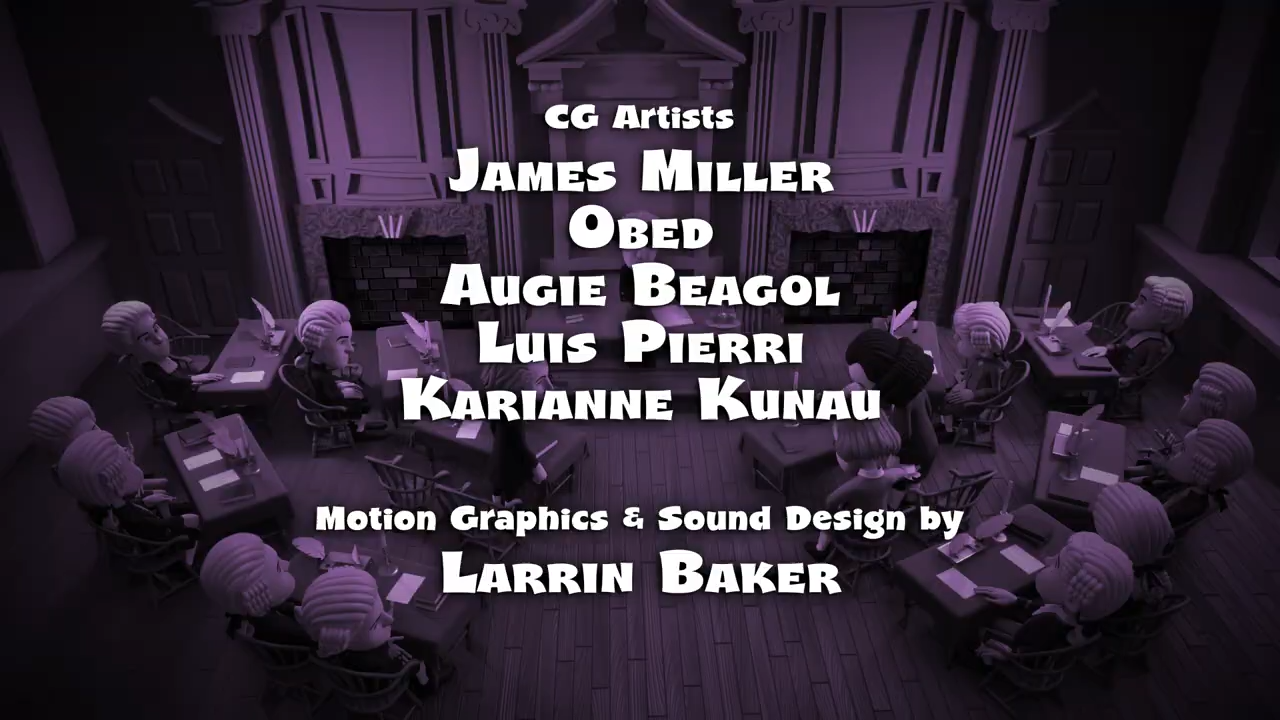 CG Artists
James Miller
Obed
Augie Beagol
Luis Pierri
Karianne Kunau
Motion Graphics & Sound Design by
Larrin Baker